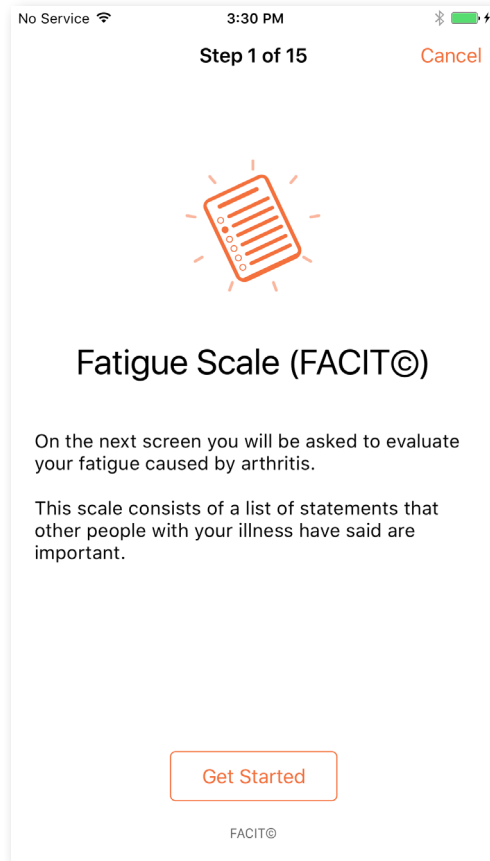 No Service 3:30 PM
Step 1 of 15 Cancel
Fatigue Scale (FACIT©)
On the next screen you will be asked to evaluate
your fatigue caused by arthritis.
This scale consists of a list of statements that
other people with your illness have said are
important.
Get Started
FACIT©